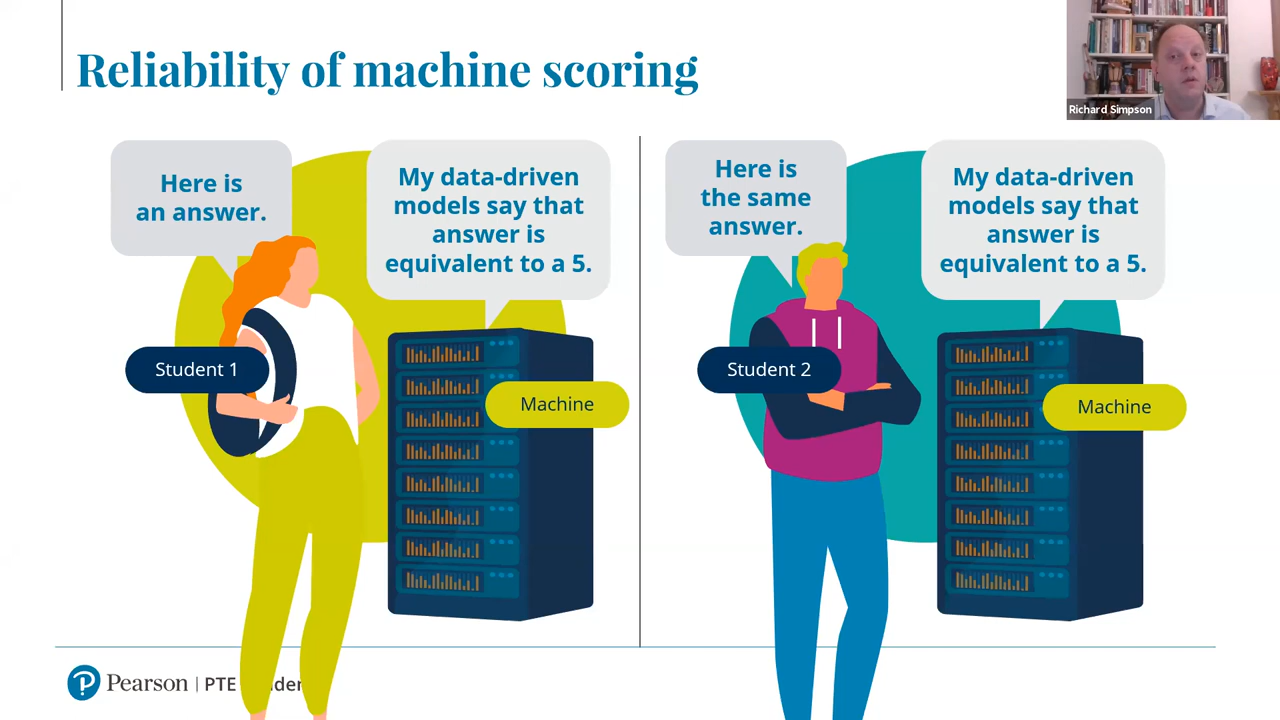 Reliability of machine scoring
Richard Simpson
Here is
an answer.
My data-driven
models say that
answer is
equivalent to a 5.
Student 1
Machine
Here is
the same
answer.
My data-driven
models say that
answer is
equivalent to a 5.
Student 2
Machine
Pearson | PTE